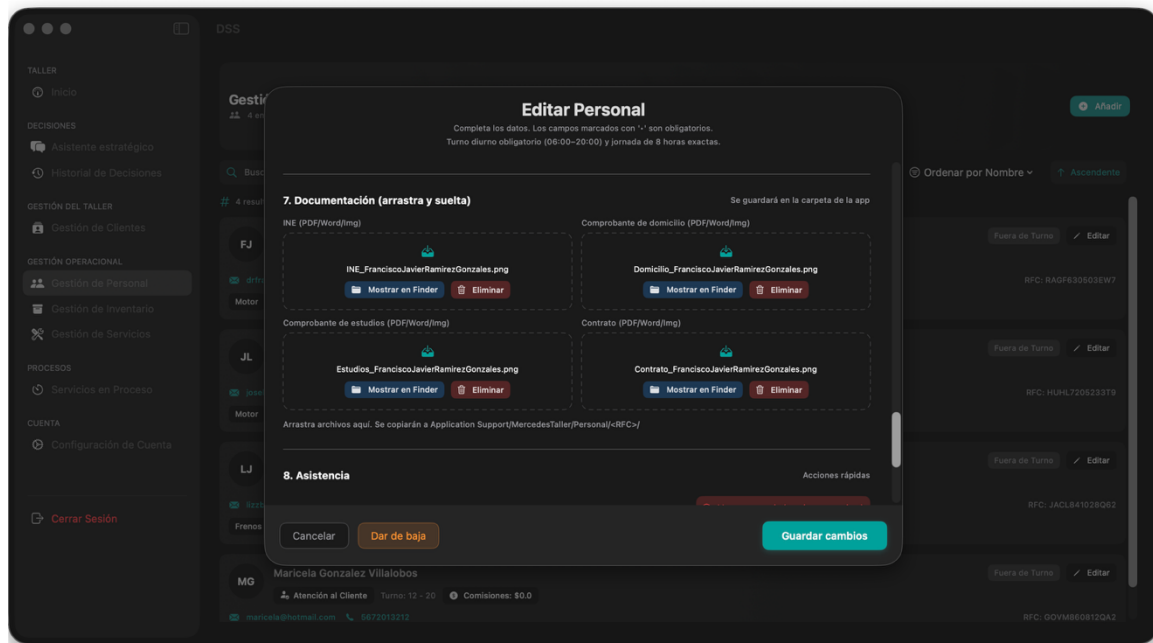 DSS
TALLER
Inicio
DECISIONES
Asistente estratégico
Historial de Decisiones
GESTIÓN DEL TALLER
Gestión de Clientes
GESTIÓN OPERACIONAL
Gestión de Personal
Gestión de Inventario
Gestión de Servicios
PROCESOS
Servicios en Proceso
CUENTA
Configuración de Cuenta
Cerrar Sesión
Añadir
Ordenar por Nombre
Ascendente
Editar Personal
Completa los datos. Los campos marcados con '•' son obligatorios.
Turno diurno obligatorio (06:00–20:00) y jornada de 8 horas exactas.
7. Documentación (arrastra y suelta)
Se guardará en la carpeta de la app
INE (PDF/Word/Img)
INE_FranciscoJavierRamirezGonzales.png
Mostrar en Finder Eliminar
Comprobante de domicilio (PDF/Word/Img)
Domicilio_FranciscoJavierRamirezGonzales.png
Mostrar en Finder Eliminar
Comprobante de estudios (PDF/Word/Img)
Estudios_FranciscoJavierRamirezGonzales.png
Mostrar en Finder Eliminar
Contrato (PDF/Word/Img)
Contrato_FranciscoJavierRamirezGonzales.png
Mostrar en Finder Eliminar
Arrastra archivos aquí. Se copiarán a Application Support/MercedesTaller/Personal/<RFC>/
8. Asistencia
Acciones rápidas
Cancelar
Dar de baja
Guardar cambios
FJ
Fuera de Turno Editar
RFC: RAGF630503EW7
Motor
JL
Fuera de Turno Editar
RFC: HUHL7205233T9
Motor
LJ
Fuera de Turno Editar
RFC: JACL841028Q62
Frenos
MG
Maricela Gonzalez Villalobos
Fuera de Turno Editar
Atención al Cliente Turno: 12 - 20 Comisiones: $0.0
maricela@hotmail.com 5672013212
RFC: GOVM860812QA2